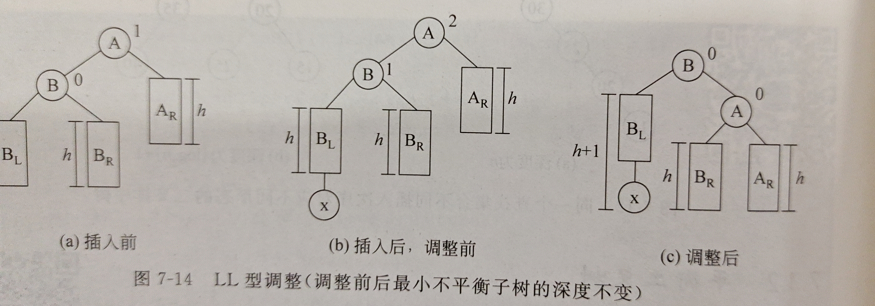 A 1
B 0
A_R h
B_L
h B_R
(a) 插入前
A 2
B 1
A_R h
h B_L
h B_R
x
(b) 插入后，调整前
B 0
A 0
B_L
h+1
h B_R
A_R h
x
(c) 调整后
图 7-14 LL 型调整(调整前后最小不平衡子树的深度不变)